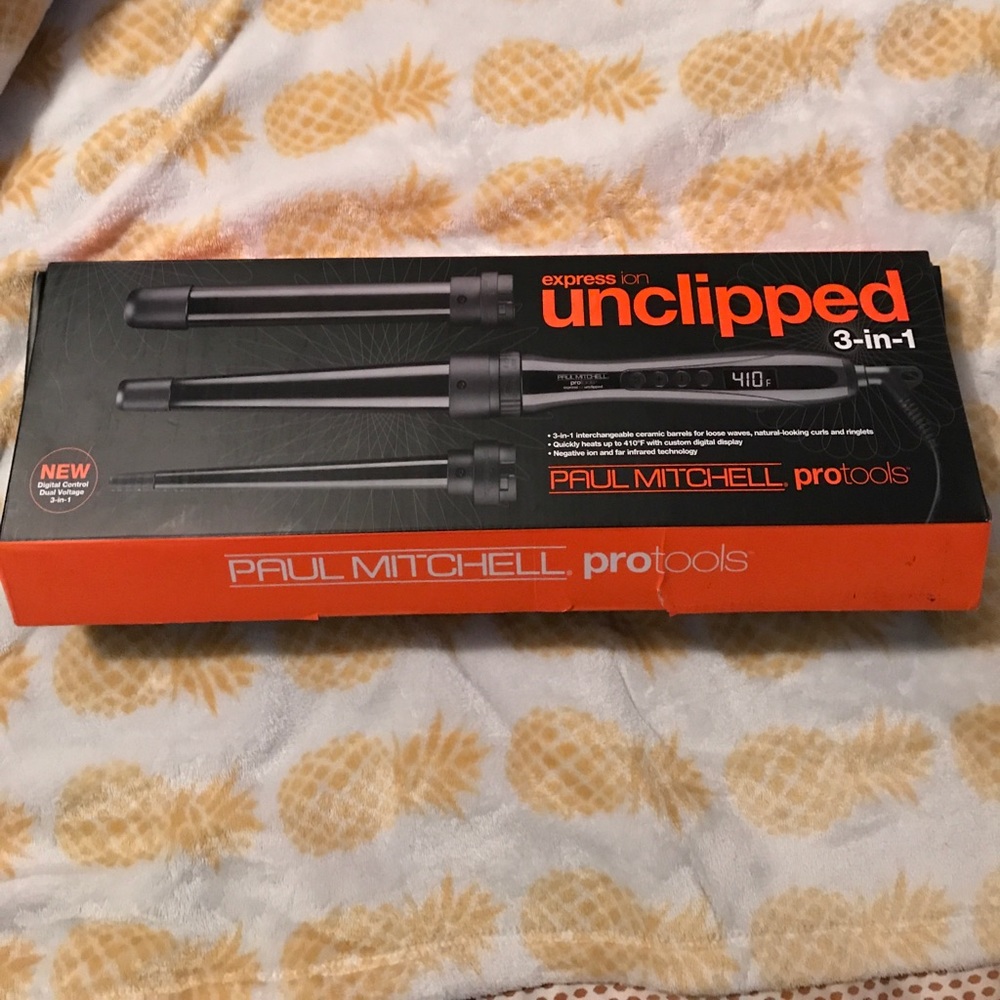 express ion
unclipped
3-in-1
PAUL MITCHELL
pro
410 F
• 3-in-1 interchangeable ceramic barrels for loose waves, natural-looking curls and ringlets
• Quickly heats up to 410°F with custom digital display
• Negative ion and far infrared technology
PAUL MITCHELL. protools™
NEW
Digital Control
Dual Voltage
3-in-1
PAUL MITCHELL. protools™